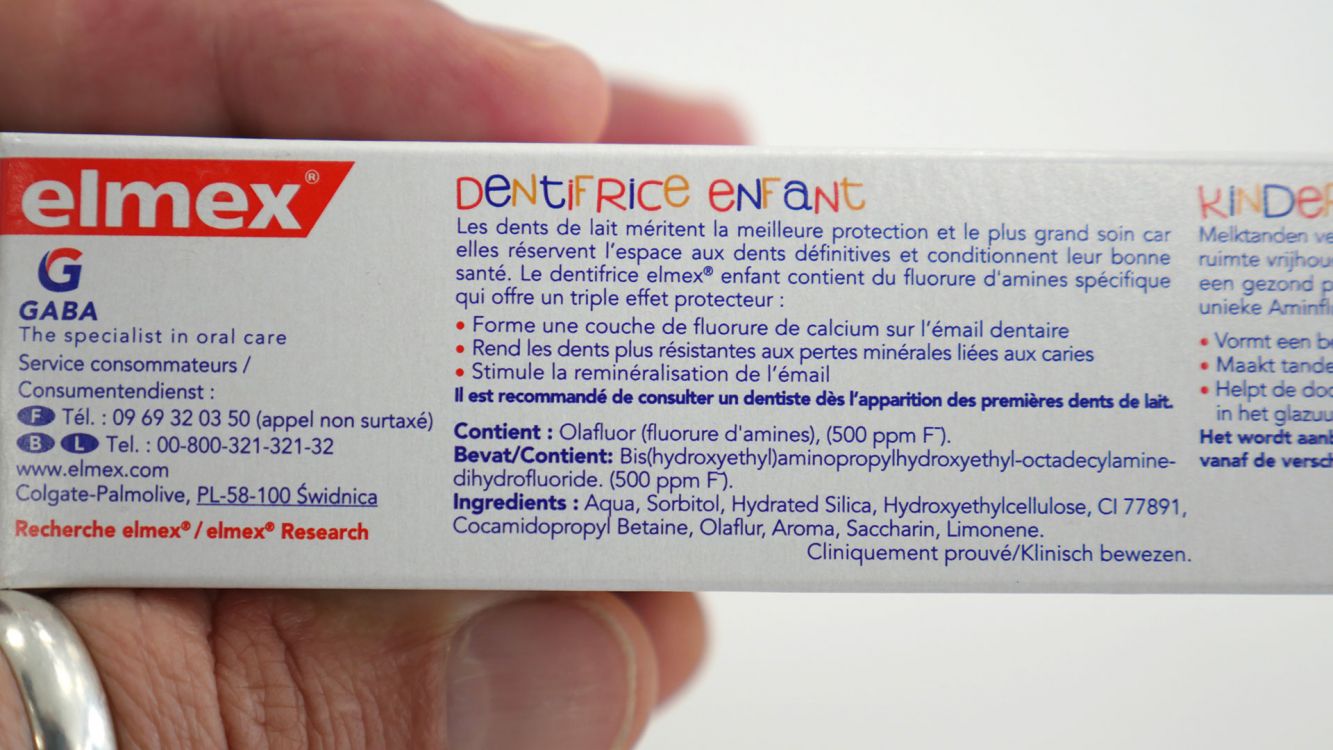 elmex®
G
GABA
The specialist in oral care
Service consommateurs /
Consumentendienst :
F Tél. : 09 69 32 03 50 (appel non surtaxé)
B L Tel. : 00-800-321-321-32
www.elmex.com
Colgate-Palmolive, PL-58-100 Świdnica
Recherche elmex® / elmex® Research
DENTIFRICE ENFANT
Les dents de lait méritent la meilleure protection et le plus grand soin car
elles réservent l'espace aux dents définitives et conditionnent leur bonne
santé. Le dentifrice elmex® enfant contient du fluorure d'amines spécifique
qui offre un triple effet protecteur :
• Forme une couche de fluorure de calcium sur l'émail dentaire
• Rend les dents plus résistantes aux pertes minérales liées aux caries
• Stimule la reminéralisation de l'émail
Il est recommandé de consulter un dentiste dès l'apparition des premières dents de lait.
Contient : Olafluor (fluorure d'amines), (500 ppm F⁻).
Bevat/Contient: Bis(hydroxyethyl)aminopropylhydroxyethyl-octadecylamine-
dihydrofluoride. (500 ppm F⁻).
Ingredients : Aqua, Sorbitol, Hydrated Silica, Hydroxyethylcellulose, CI 77891,
Cocamidopropyl Betaine, Olaflur, Aroma, Saccharin, Limonene.
Cliniquement prouvé/Klinisch bewezen.
Melktanden
ruimte
een gezond
unieke
• Vormt een
• Maakt
• Helpt de
in het
Het wordt
vanaf de